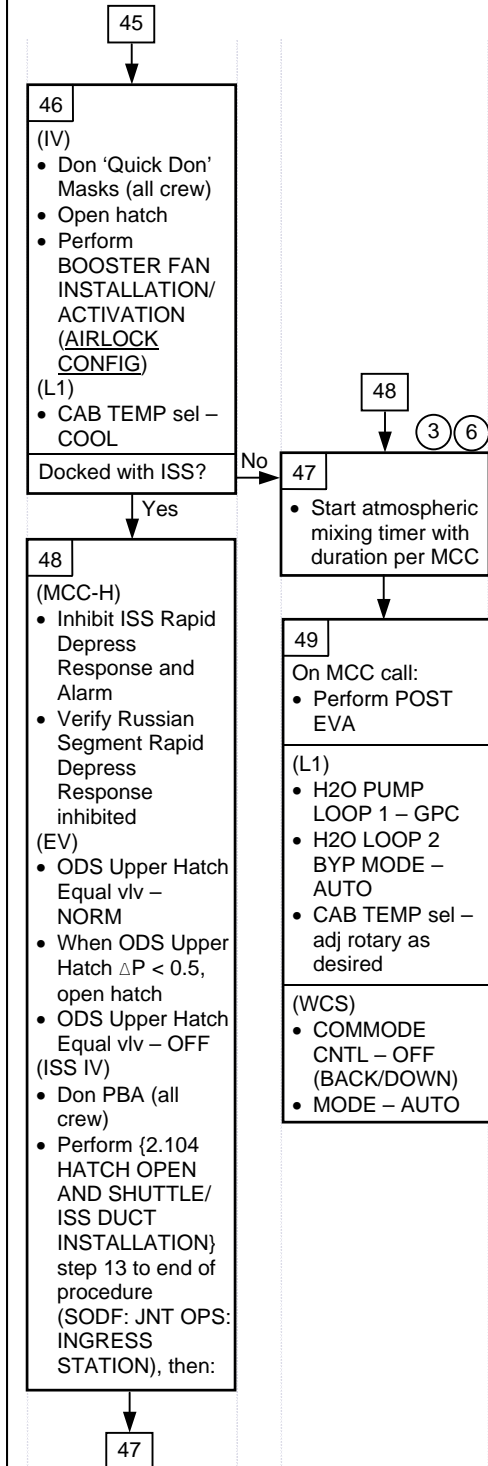 45
46
(IV)
• Don ‘Quick Don’
Masks (all crew)
• Open hatch
• Perform
BOOSTER FAN
INSTALLATION/
ACTIVATION
(AIRLOCK
CONFIG)
(L1)
• CAB TEMP sel –
COOL
Docked with ISS?
No
Yes
48
(MCC-H)
• Inhibit ISS Rapid
Depress
Response and
Alarm
• Verify Russian
Segment Rapid
Depress
Response
inhibited
(EV)
• ODS Upper Hatch
Equal vlv –
NORM
• When ODS Upper
Hatch ΔP < 0.5,
open hatch
• ODS Upper Hatch
Equal vlv – OFF
(ISS IV)
• Don PBA (all
crew)
• Perform {2.104
HATCH OPEN
AND SHUTTLE/
ISS DUCT
INSTALLATION}
step 13 to end of
procedure
(SODF: JNT OPS:
INGRESS
STATION), then:
47
48
3 6
47
• Start atmospheric
mixing timer with
duration per MCC
49
On MCC call:
• Perform POST
EVA
(L1)
• H2O PUMP
LOOP 1 – GPC
• H2O LOOP 2
BYP MODE –
AUTO
• CAB TEMP sel –
adj rotary as
desired
(WCS)
• COMMODE
CNTL – OFF
(BACK/DOWN)
• MODE – AUTO